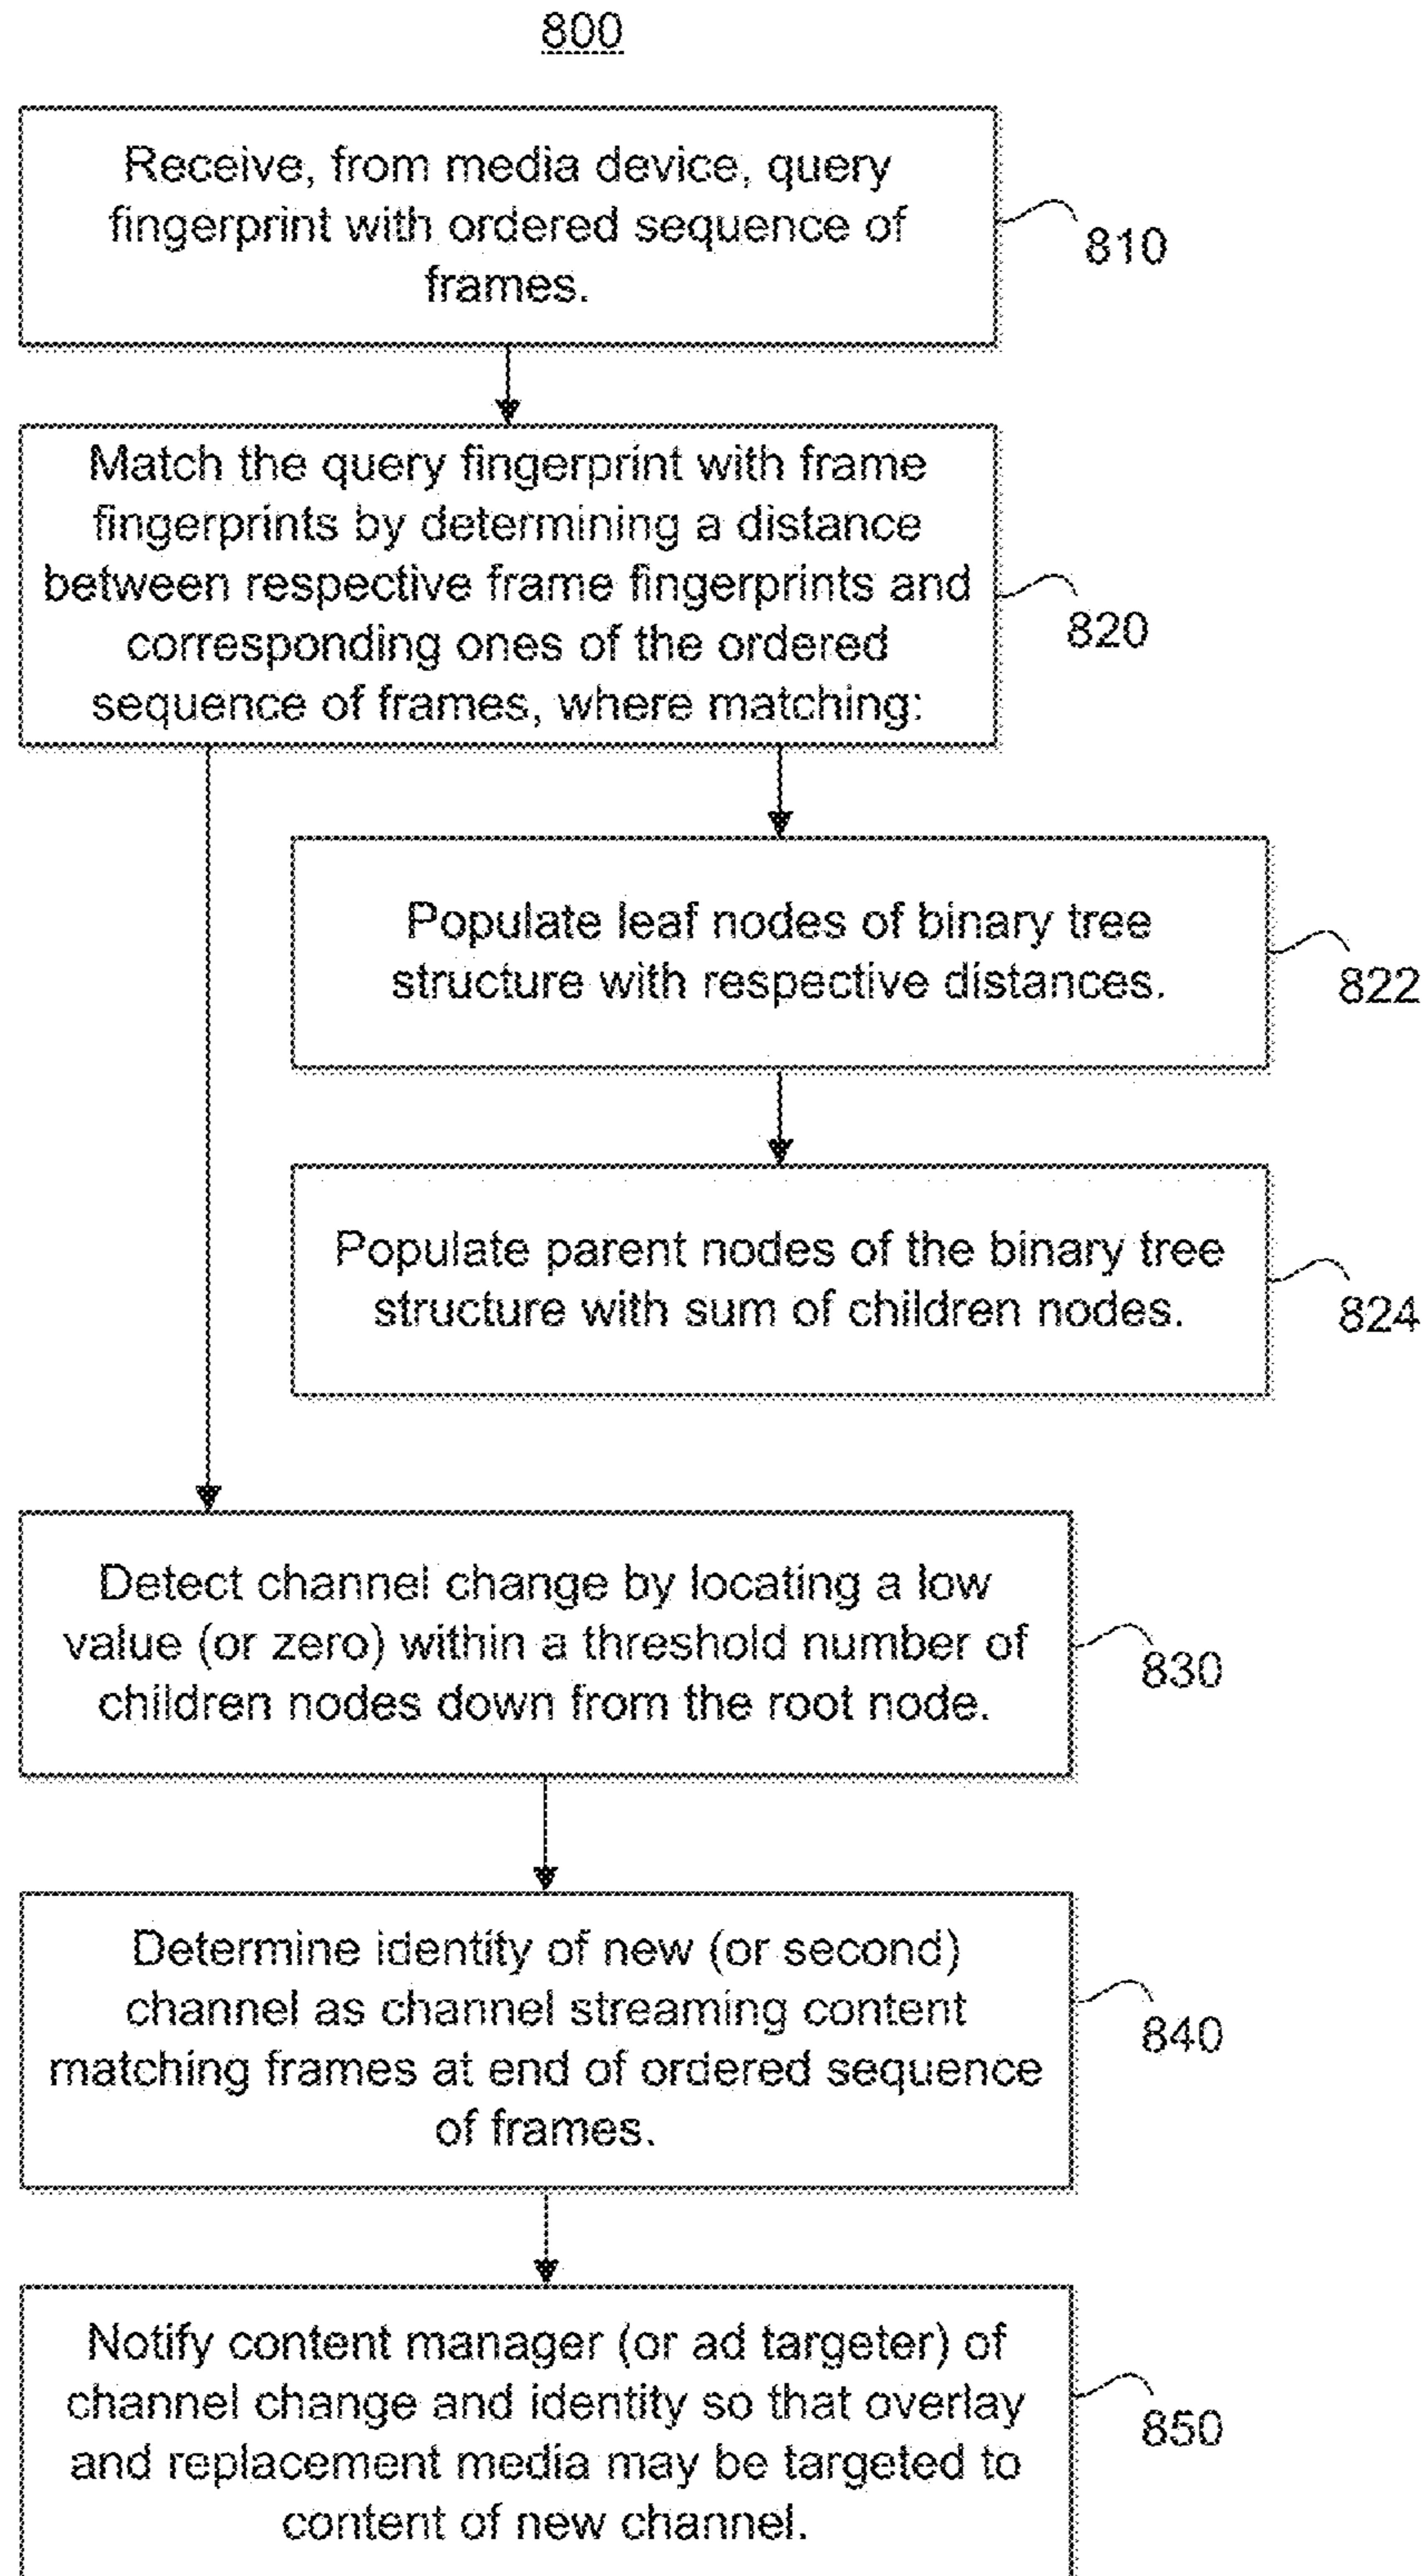 800
Receive, from media device, query
fingerprint with ordered sequence of
frames.
810
Match the query fingerprint with frame
fingerprints by determining a distance
between respective frame fingerprints and
corresponding ones of the ordered
sequence of frames, where matching:
820
Populate leaf nodes of binary tree
structure with respective distances.
822
Populate parent nodes of the binary tree
structure with sum of children nodes.
824
Detect channel change by locating a low
value (or zero) within a threshold number of
children nodes down from the root node.
830
Determine identity of new (or second)
channel as channel streaming content
matching frames at end of ordered sequence
of frames.
840
Notify content manager (or ad targeter) of
channel change and identity so that overlay
and replacement media may be targeted to
content of new channel.
850